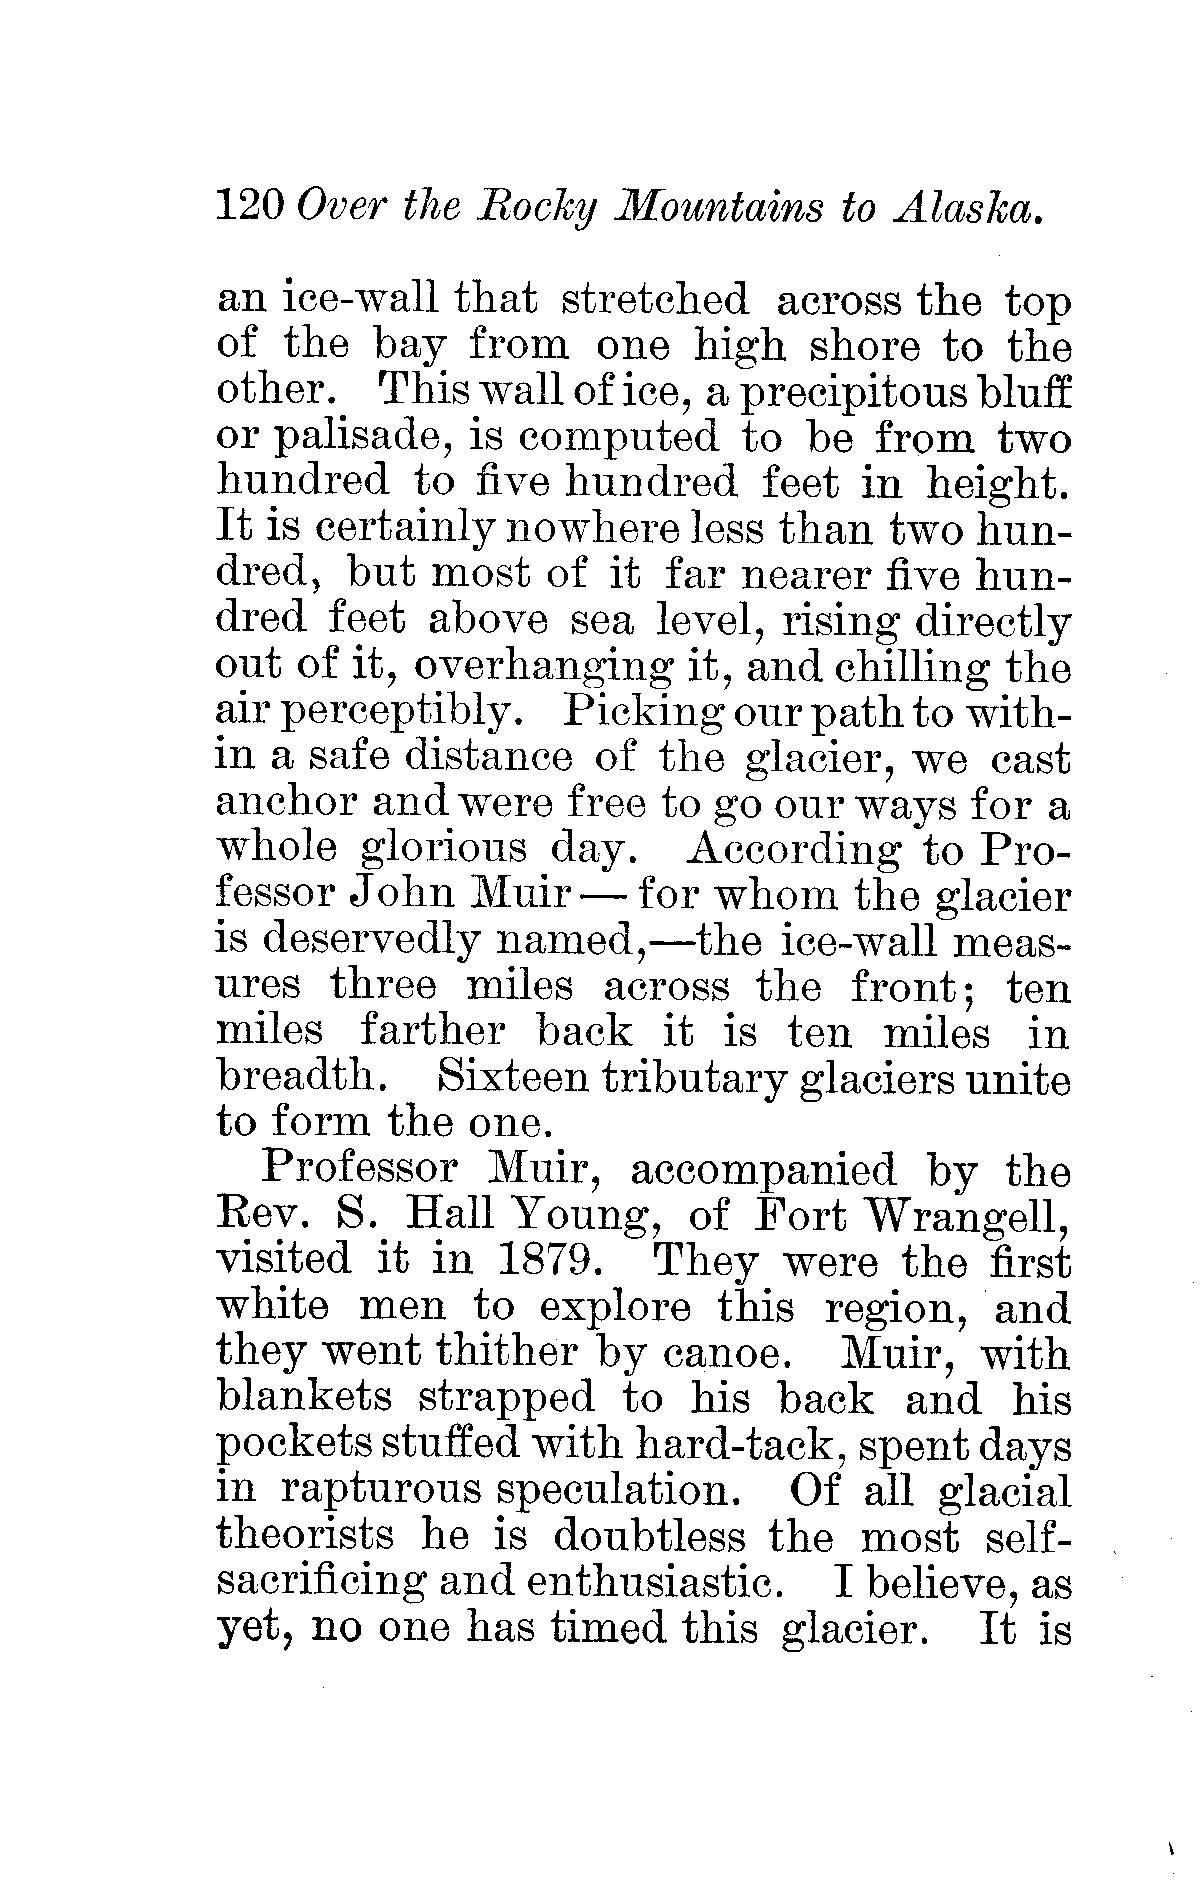 120 Over the Rocky Mountains to Alaska.
an ice-wall that stretched across the top
of the bay from one high shore to the
other. This wall of ice, a precipitous bluff
or palisade, is computed to be from two
hundred to five hundred feet in height.
It is certainly nowhere less than two hun-
dred, but most of it far nearer five hun-
dred feet above sea level, rising directly
out of it, overhanging it, and chilling the
air perceptibly. Picking our path to with-
in a safe distance of the glacier, we cast
anchor and were free to go our ways for a
whole glorious day. According to Pro-
fessor John Muir — for whom the glacier
is deservedly named,—the ice-wall meas-
ures three miles across the front; ten
miles farther back it is ten miles in
breadth. Sixteen tributary glaciers unite
to form the one.
Professor Muir, accompanied by the
Rev. S. Hall Young, of Fort Wrangell,
visited it in 1879. They were the first
white men to explore this region, and
they went thither by canoe. Muir, with
blankets strapped to his back and his
pockets stuffed with hard-tack, spent days
in rapturous speculation. Of all glacial
theorists he is doubtless the most self-
sacrificing and enthusiastic. I believe, as
yet, no one has timed this glacier. It is